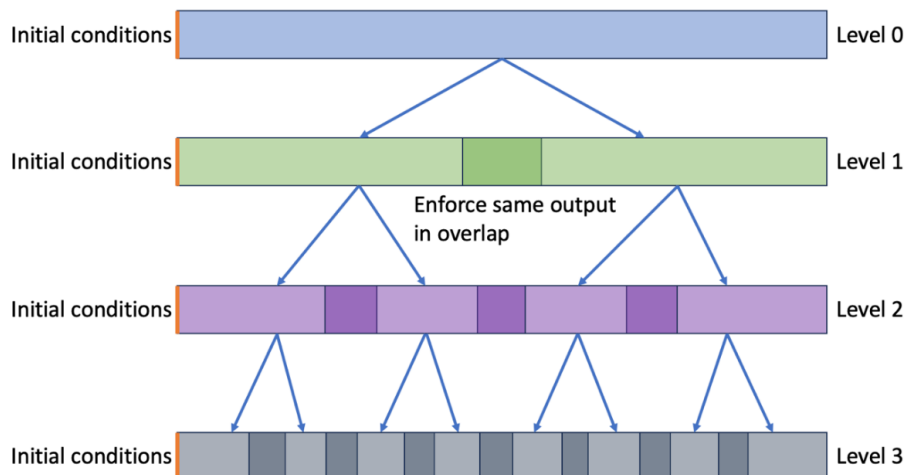 Initial conditions Level 0
Initial conditions Level 1
Enforce same output
in overlap
Initial conditions Level 2
Initial conditions Level 3